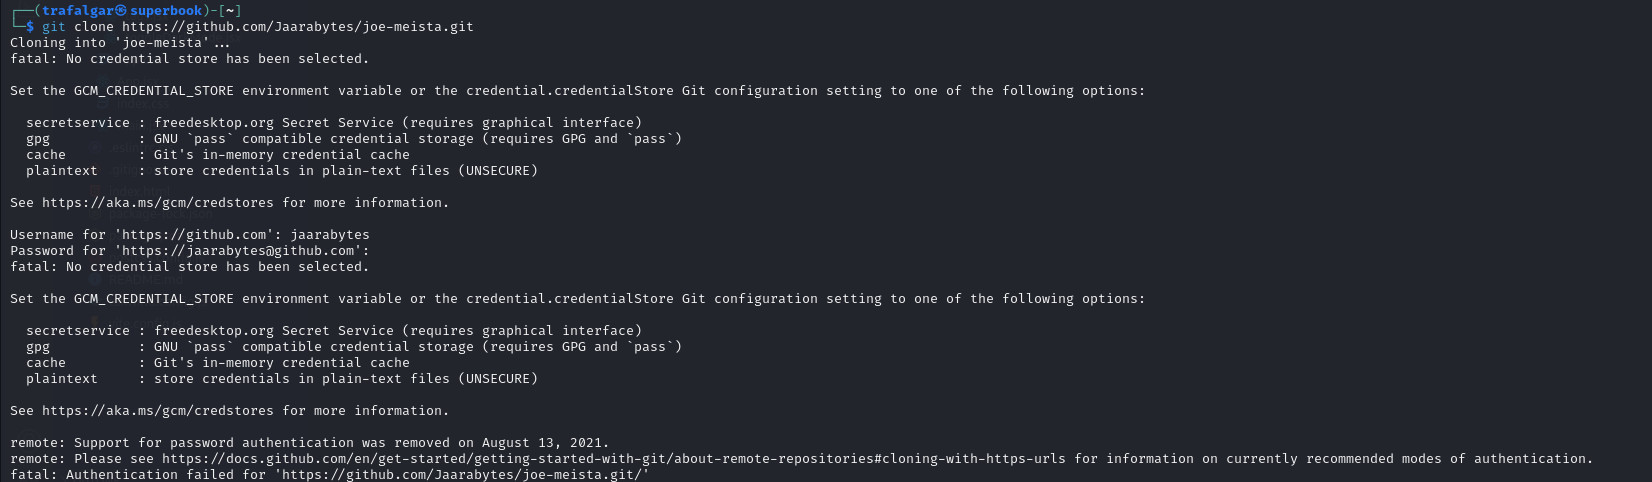 ┌──(trafalgar㉿superbook)-[~]
└─$ git clone https://github.com/Jaarabytes/joe-meista.git
Cloning into 'joe-meista'...
fatal: No credential store has been selected.

Set the GCM_CREDENTIAL_STORE environment variable or the credential.credentialStore Git configuration setting to one of the following options:

  secretservice : freedesktop.org Secret Service (requires graphical interface)
  gpg           : GNU `pass` compatible credential storage (requires GPG and `pass`)
  cache         : Git's in-memory credential cache
  plaintext     : store credentials in plain-text files (UNSECURE)

See https://aka.ms/gcm/credstores for more information.

Username for 'https://github.com': jaarabytes
Password for 'https://jaarabytes@github.com':
fatal: No credential store has been selected.

Set the GCM_CREDENTIAL_STORE environment variable or the credential.credentialStore Git configuration setting to one of the following options:

  secretservice : freedesktop.org Secret Service (requires graphical interface)
  gpg           : GNU `pass` compatible credential storage (requires GPG and `pass`)
  cache         : Git's in-memory credential cache
  plaintext     : store credentials in plain-text files (UNSECURE)

See https://aka.ms/gcm/credstores for more information.

remote: Support for password authentication was removed on August 13, 2021.
remote: Please see https://docs.github.com/en/get-started/getting-started-with-git/about-remote-repositories#cloning-with-https-urls for information on currently recommended modes of authentication.
fatal: Authentication failed for 'https://github.com/Jaarabytes/joe-meista.git/'